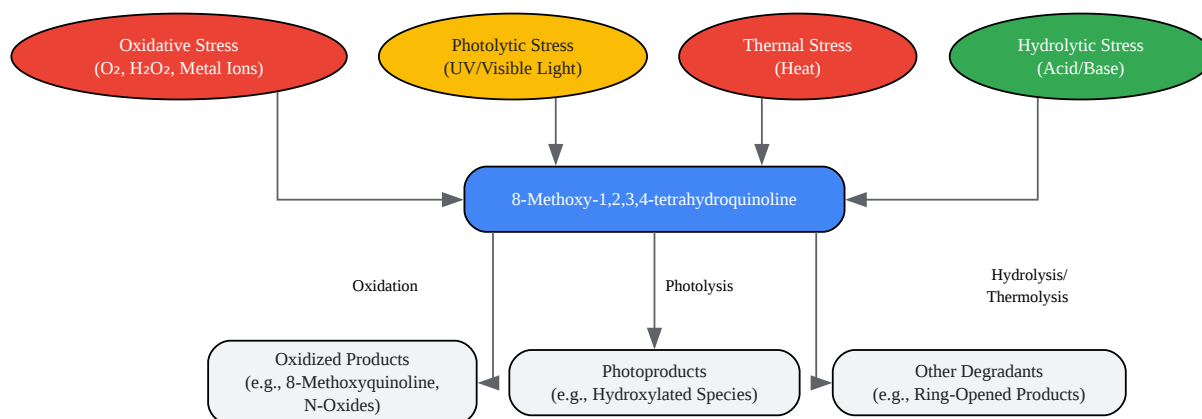 Oxidative Stress
(O₂, H₂O₂, Metal Ions)
Photolytic Stress
(UV/Visible Light)
Thermal Stress
(Heat)
Hydrolytic Stress
(Acid/Base)
8-Methoxy-1,2,3,4-tetrahydroquinoline
Oxidation
Photolysis
Hydrolysis/
Thermolysis
Oxidized Products
(e.g., 8-Methoxyquinoline,
N-Oxides)
Photoproducts
(e.g., Hydroxylated Species)
Other Degradants
(e.g., Ring-Opened Products)